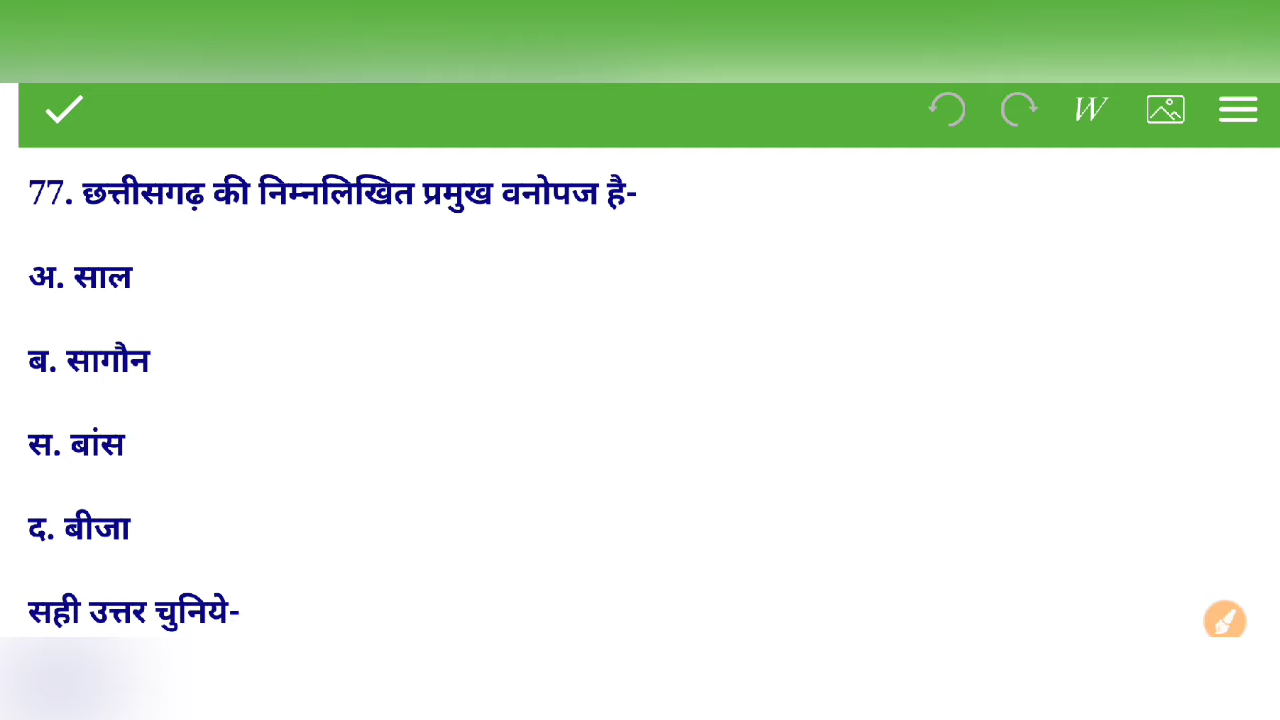 77. छत्तीसगढ़ की निम्नलिखित प्रमुख वनोपज है-
अ. साल
ब. सागौन
स. बांस
द. बीजा
सही उत्तर चुनिये-